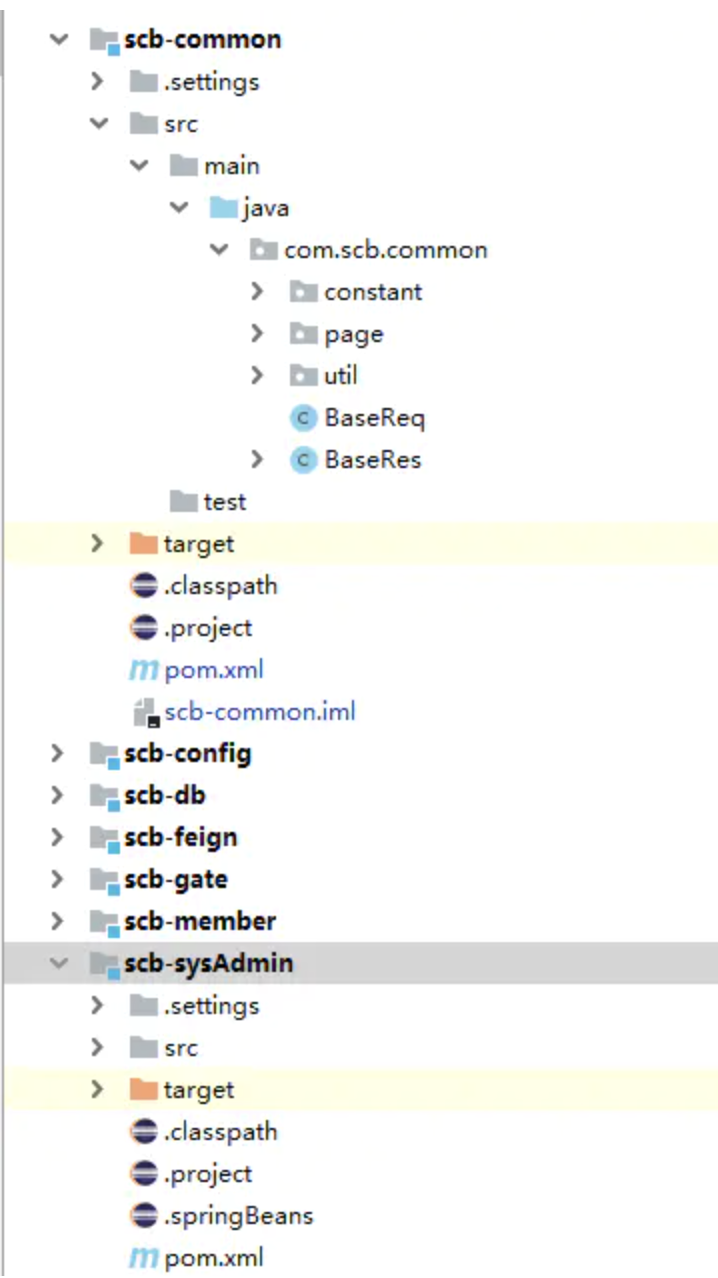 scb-common
.settings
src
main
java
com.scb.common
constant
page
util
BaseReq
BaseRes
test
target
.classpath
.project
pom.xml
scb-common.iml
scb-config
scb-db
scb-feign
scb-gate
scb-member
scb-sysAdmin
.settings
src
target
.classpath
.project
.springBeans
pom.xml